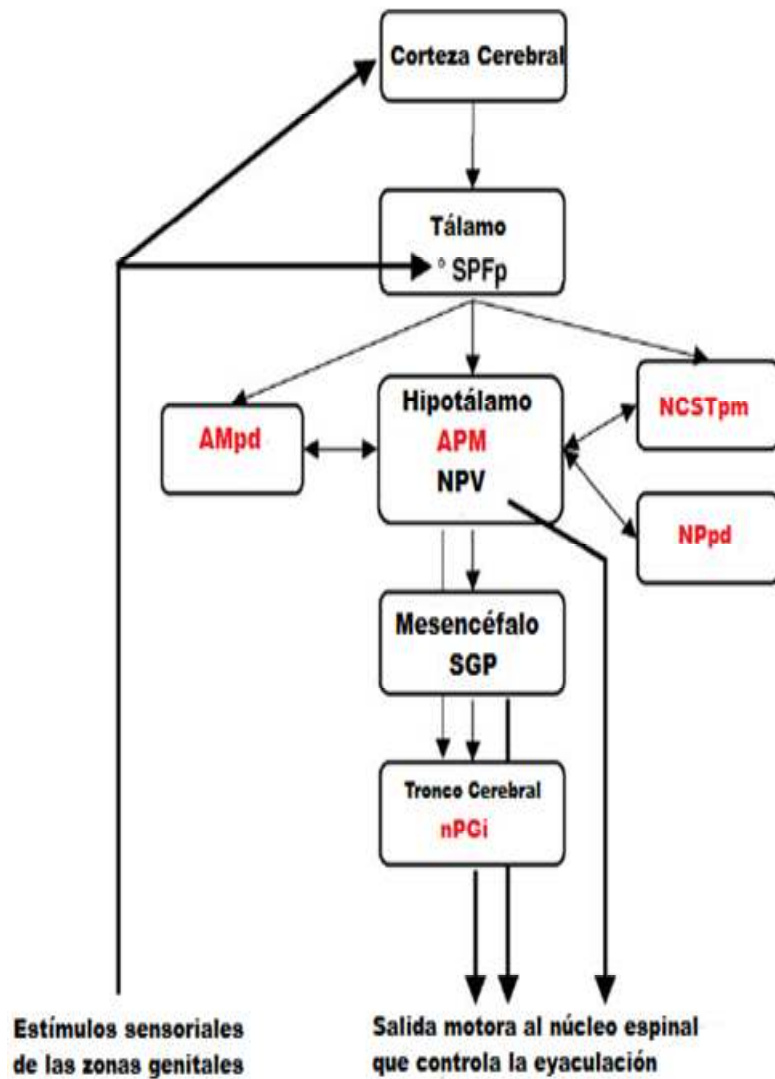 Corteza Cerebral
Tálamo
° SPFp
Hipotálamo
APM
NPV
AMpd
NCSTpm
NPpd
Mesencéfalo
SGP
Tronco Cerebral
nPGi
Estímulos sensoriales
de las zonas genitales
Salida motora al núcleo espinal
que controla la eyaculación